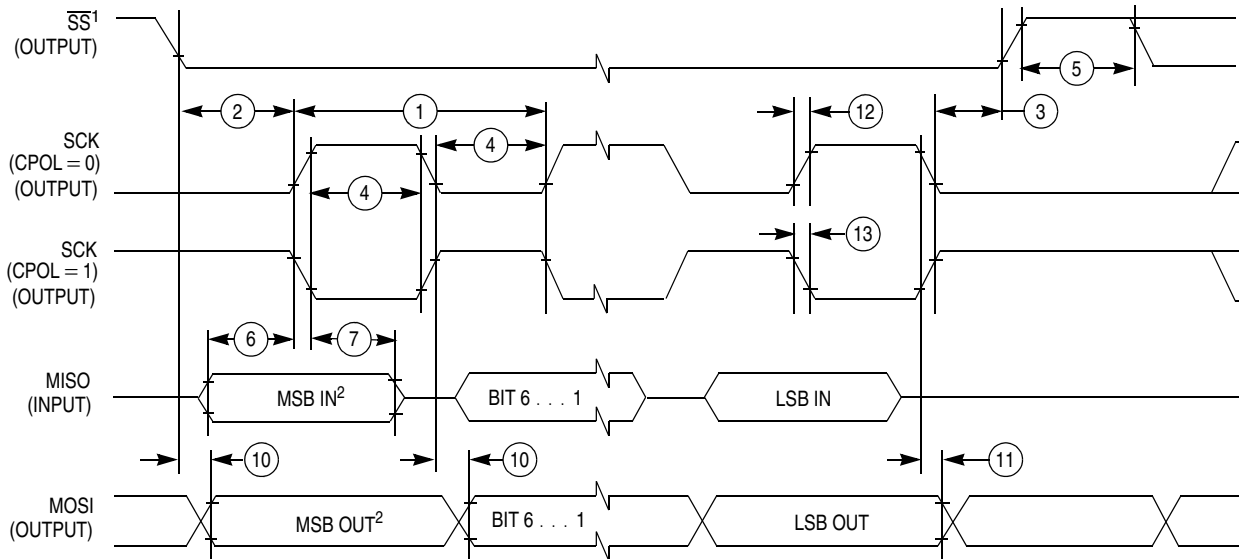 SS¹
(OUTPUT)
5
2
1
12
3
SCK
(CPOL = 0)
(OUTPUT)
4
4
SCK
(CPOL = 1)
(OUTPUT)
13
6
7
MISO
(INPUT)
MSB IN²
BIT 6 . . . 1
LSB IN
10
10
11
MOSI
(OUTPUT)
MSB OUT²
BIT 6 . . . 1
LSB OUT